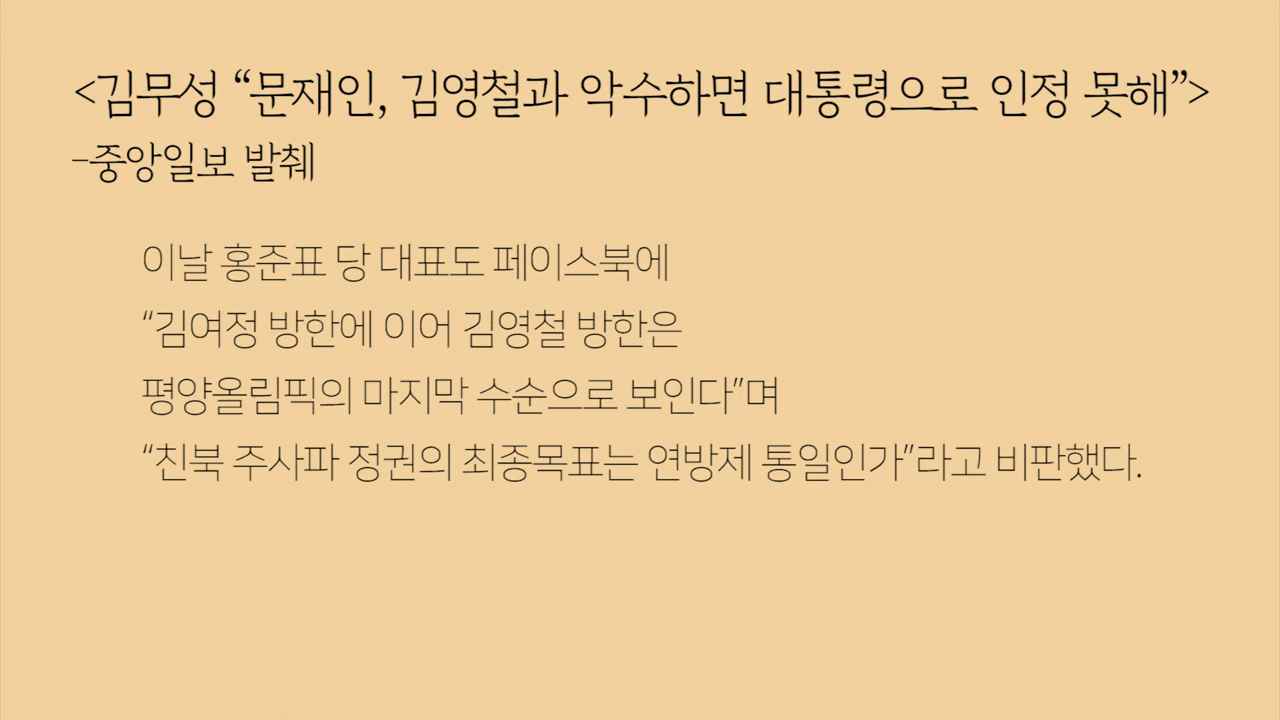 <김무성 “문재인, 김영철과 악수하면 대통령으로 인정 못해”>
-중앙일보 발췌
이날 홍준표 당 대표도 페이스북에
“김여정 방한에 이어 김영철 방한은
평양올림픽의 마지막 수순으로 보인다”며
“친북 주사파 정권의 최종목표는 연방제 통일인가”라고 비판했다.